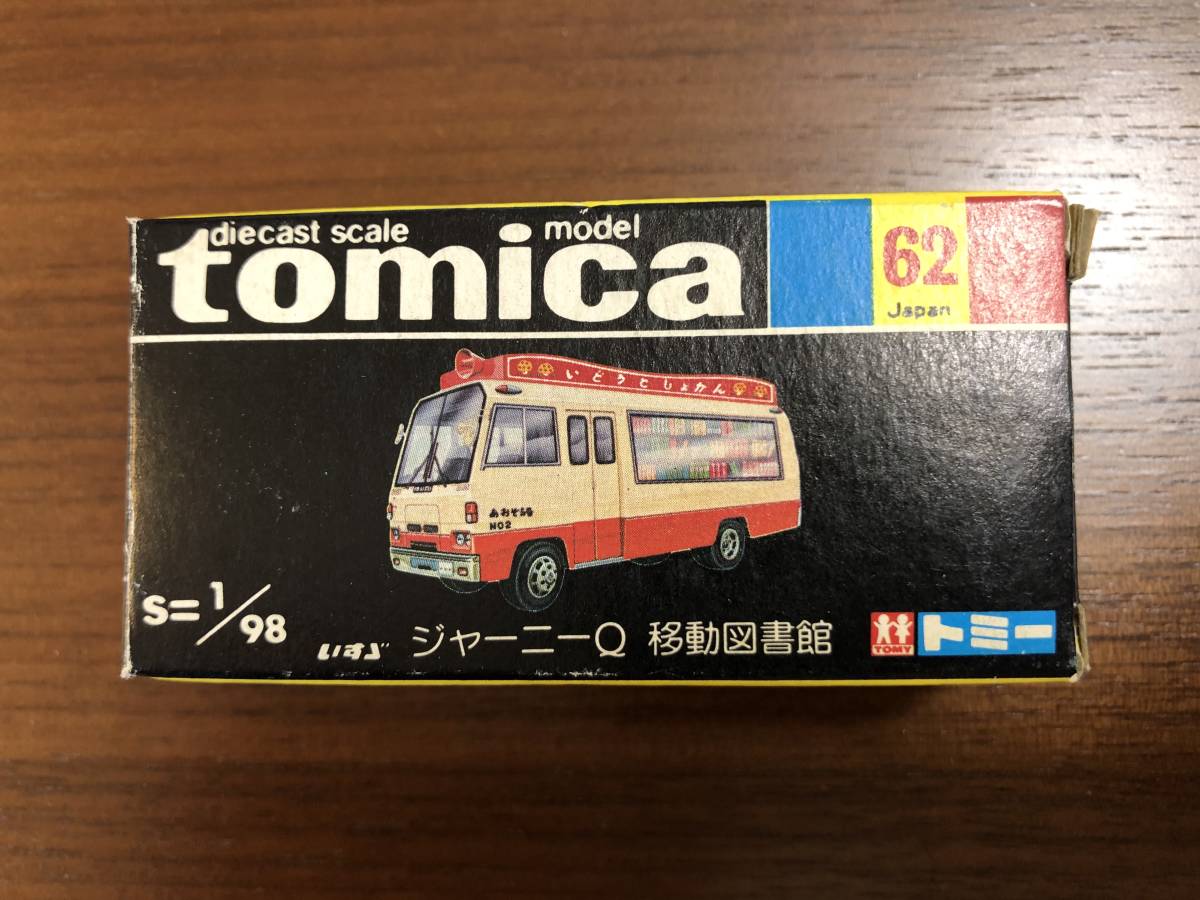 diecast scale model
tomica
62
Japan
いどうとしょかん
ISUZU
あおぞら号
NO2
S=1/98
いすゞ ジャーニーQ 移動図書館
TOMY
トミー